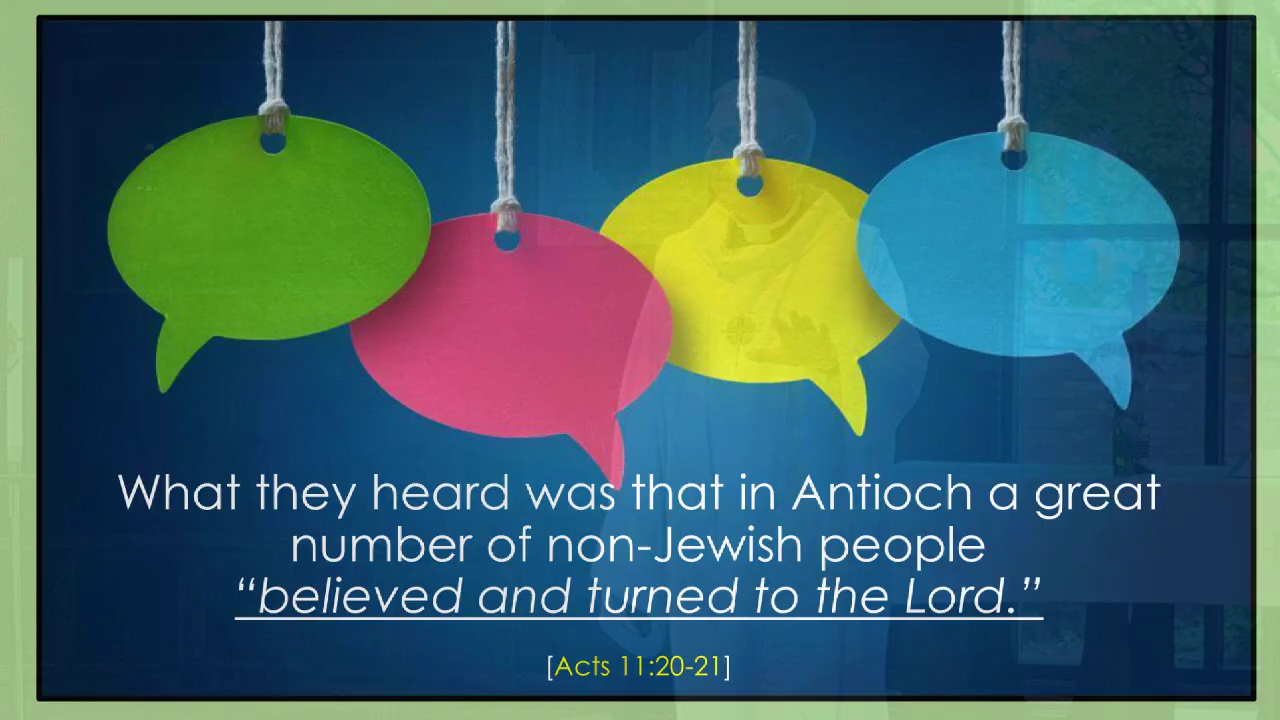 What they heard was that in Antioch a great
number of non-Jewish people
“believed and turned to the Lord.”
[Acts 11:20-21]